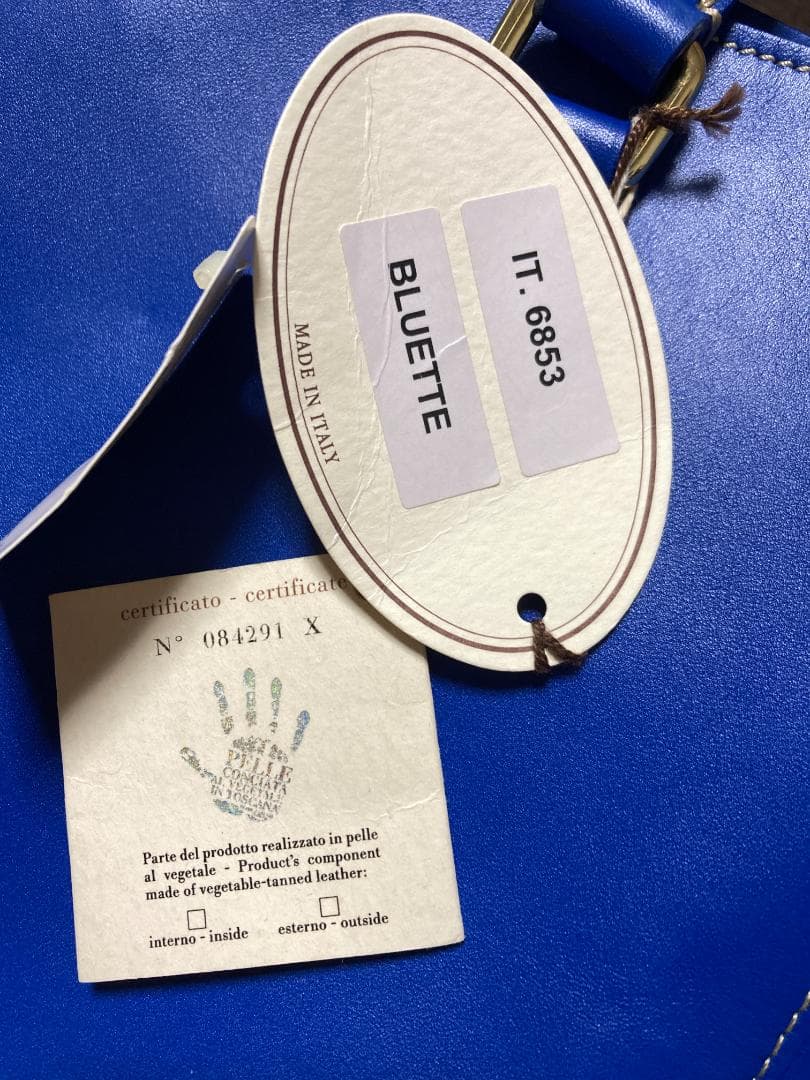 IT. 6853
BLUETTE
MADE IN ITALY
certificato - certificate
N° 084291 X
PELLE
CONCIATA
AL VEGETALE
IN TOSCANA
Parte del prodotto realizzato in pelle
al vegetale - Product's component
made of vegetable-tanned leather:
interno - inside
esterno - outside